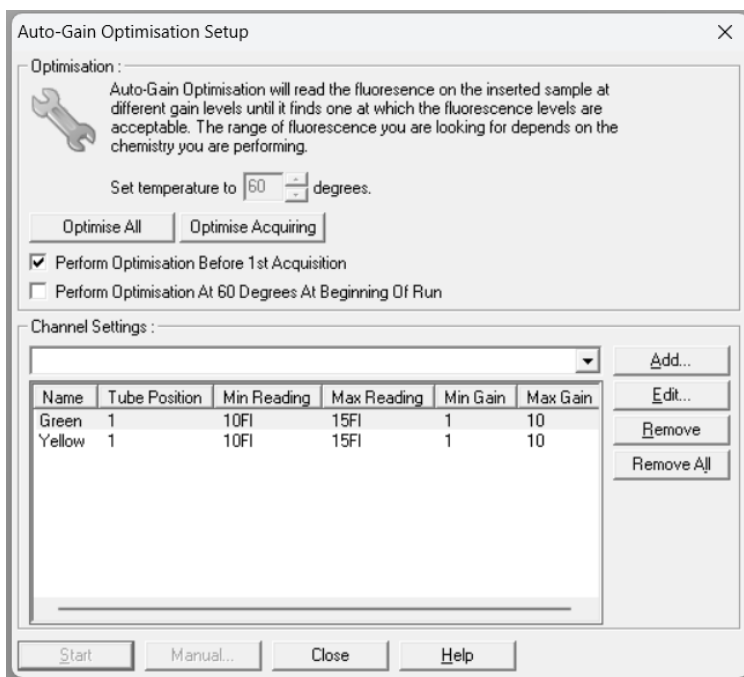 Auto-Gain Optimisation Setup
Optimisation :
Auto-Gain Optimisation will read the fluoresence on the inserted sample at
different gain levels until it finds one at which the fluorescence levels are
acceptable. The range of fluorescence you are looking for depends on the
chemistry you are performing.
Set temperature to 60 degrees.
Optimise All Optimise Acquiring
Perform Optimisation Before 1st Acquisition
Perform Optimisation At 60 Degrees At Beginning Of Run
Channel Settings :
Add...
Name Tube Position Min Reading Max Reading Min Gain Max Gain Edit...
Green 1 10Fl 15Fl 1 10
Remove
Yellow 1 10Fl 15Fl 1 10
Remove All
Start Manual... Close Help